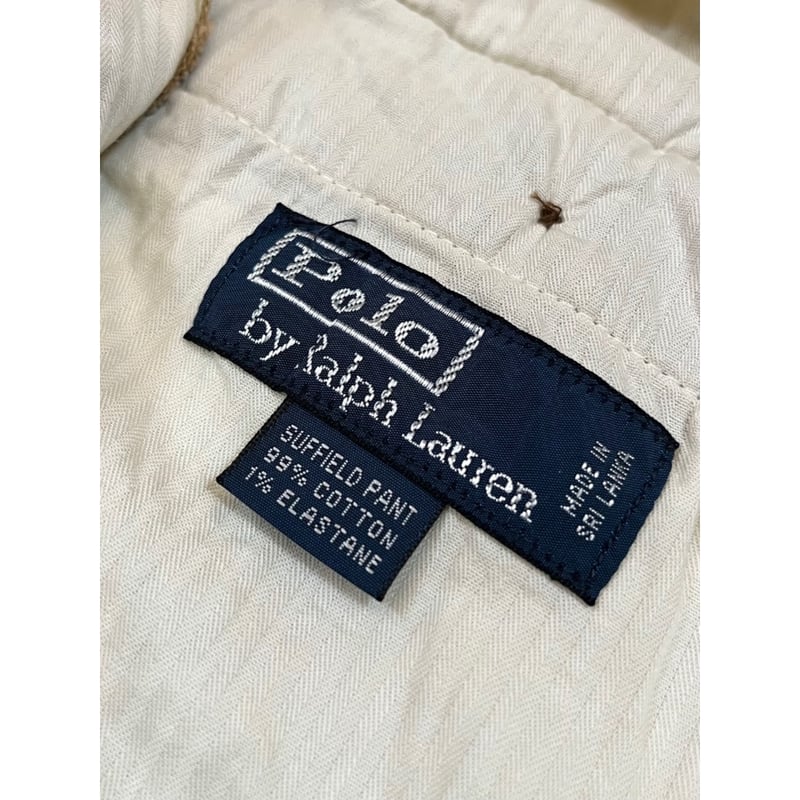 Polo
by Ralph Lauren
MADE IN
SRI LANKA
SUFFIELD PANT
99% COTTON
1% ELASTANE